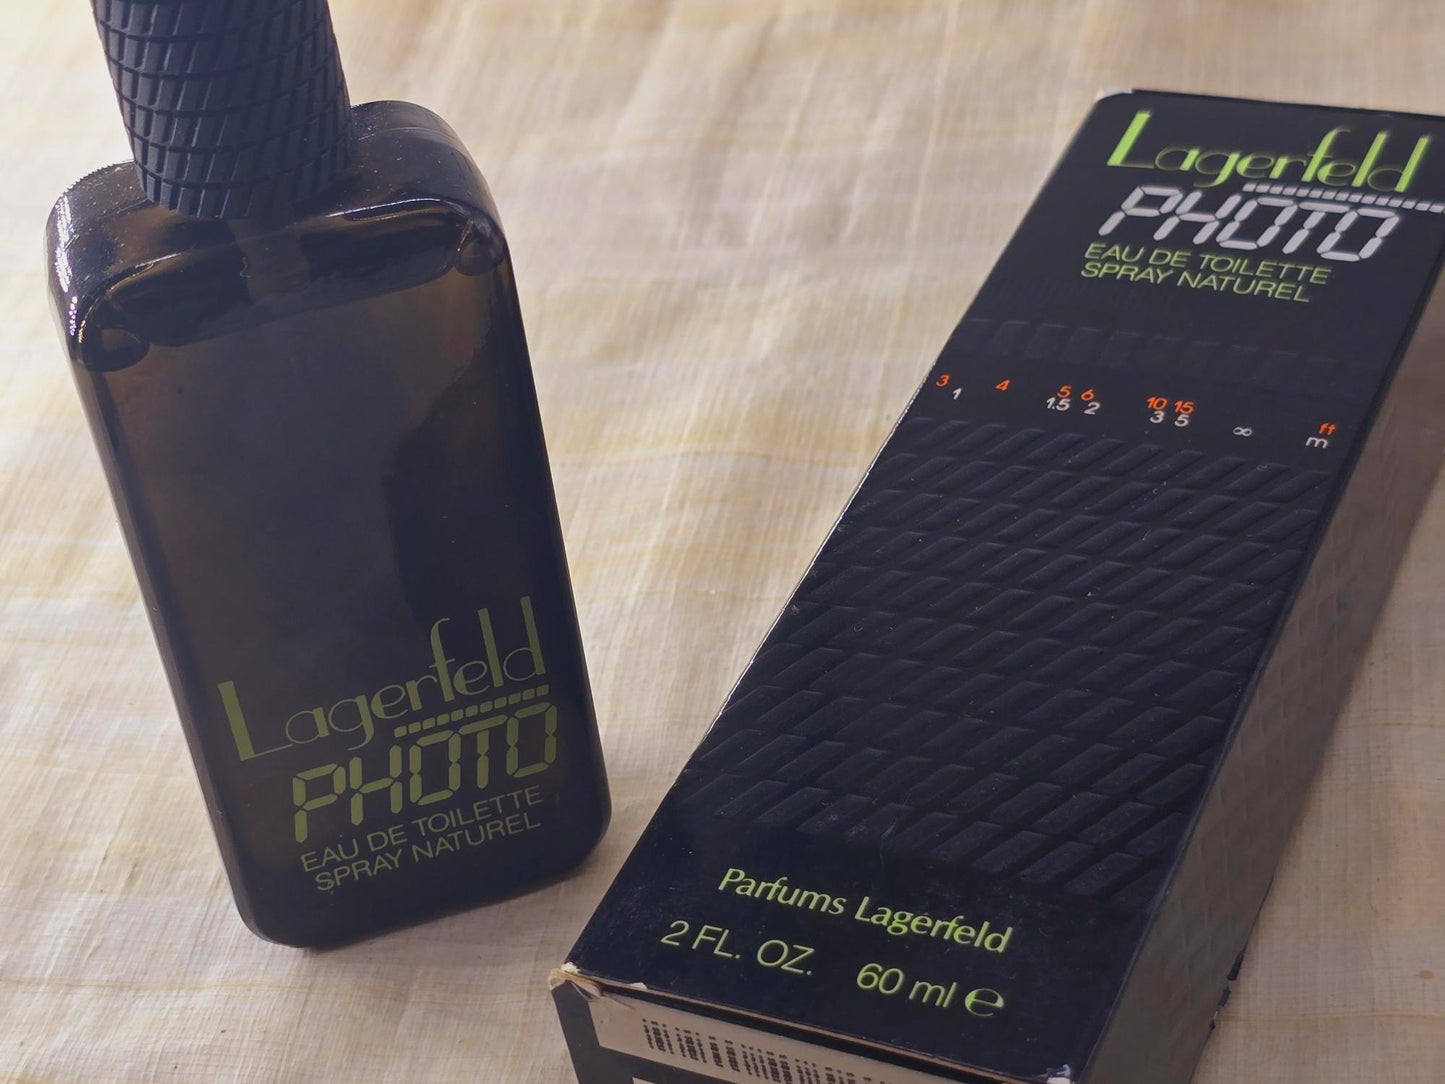 Lagerfeld
PHOTO
EAU DE TOILETTE
SPRAY NATUREL
Lagerfeld
PHOTO
EAU DE TOILETTE
SPRAY NATUREL
3 4 5 6 10 15 ft
1 1.5 2 3 5 ∞ m
Parfums Lagerfeld
2 FL. OZ. 60 ml ℮